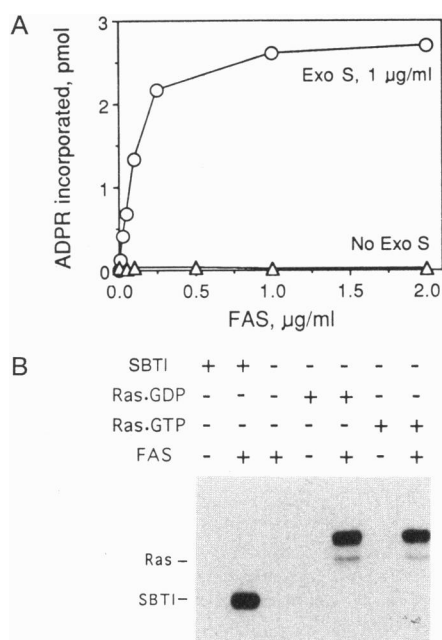 A
ADPR incorporated, pmol
3
2
1
0
Exo S, 1 µg/ml
No Exo S
0.0 0.5 1.0 1.5 2.0
FAS, µg/ml
B
SBTI + + - - - - -
Ras.GDP - - - + + - -
Ras.GTP - - - - - + +
FAS - + + - + - +
Ras -
SBTI -